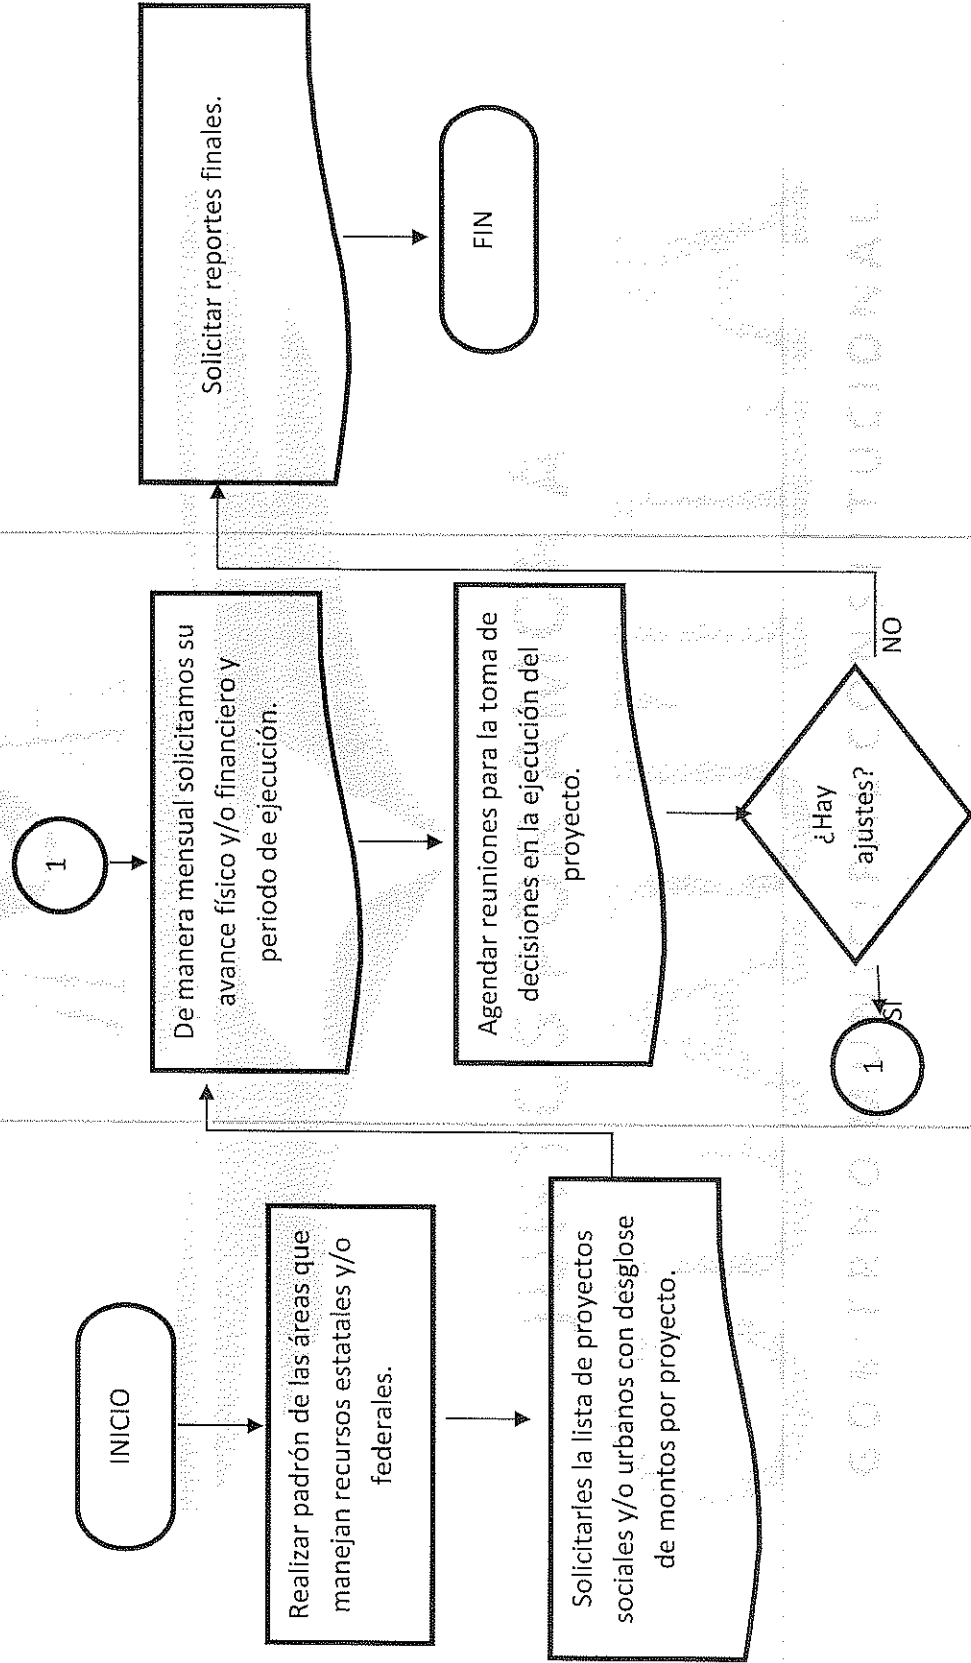 INICIO
Realizar padrón de las áreas que
manejan recursos estatales y/o
federales.
Solicitarles la lista de proyectos
sociales y/o urbanos con desglose
de montos por proyecto.
1
De manera mensual solicitamos su
avance físico y/o financiero y
periodo de ejecución.
Agendar reuniones para la toma de
decisiones en la ejecución del
proyecto.
¿Hay
ajustes?
SI
1
NO
Solicitar reportes finales.
FIN